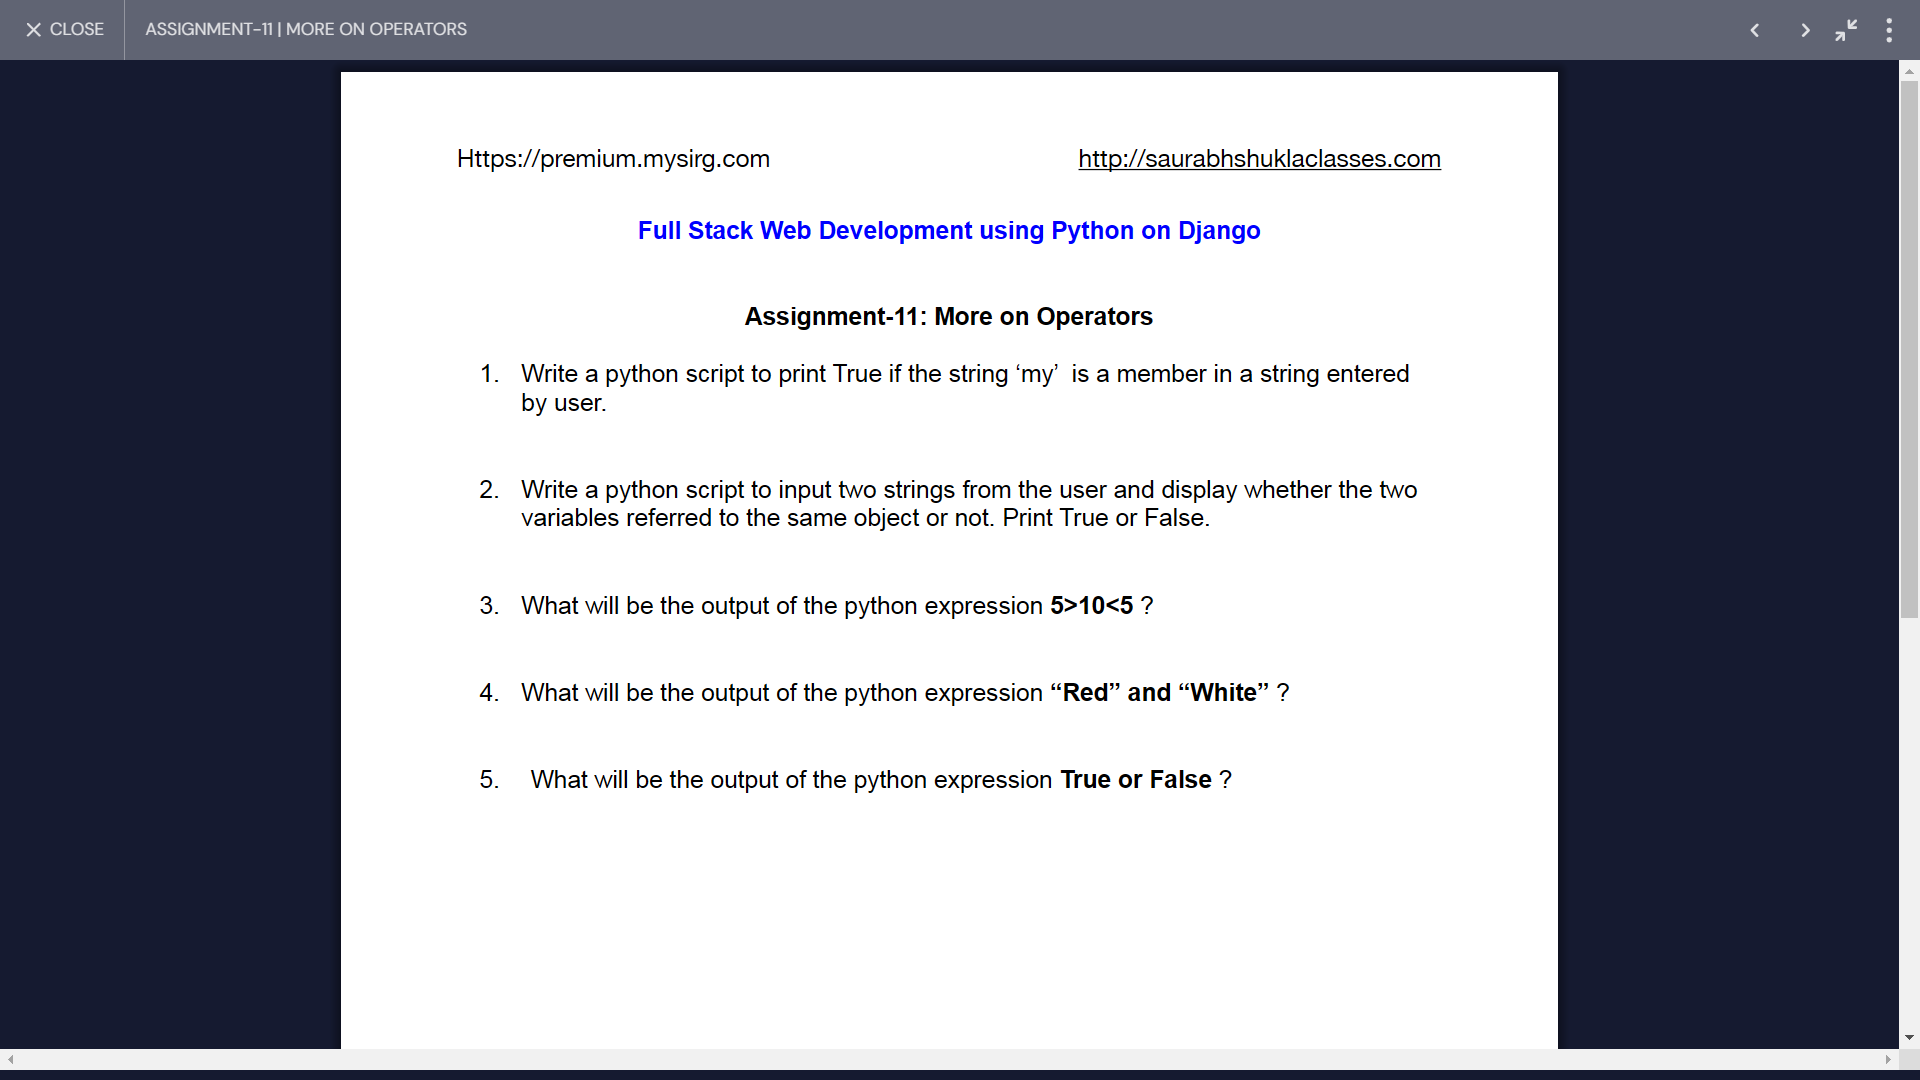 CLOSE
ASSIGNMENT-11 | MORE ON OPERATORS
Https://premium.mysirg.com
http://saurabhshuklaclasses.com
Full Stack Web Development using Python on Django
Assignment-11: More on Operators
1. Write a python script to print True if the string ‘my’  is a member in a string entered
by user.
2. Write a python script to input two strings from the user and display whether the two
variables referred to the same object or not. Print True or False.
3. What will be the output of the python expression 5>10<5 ?
4. What will be the output of the python expression “Red” and “White” ?
5. What will be the output of the python expression True or False ?